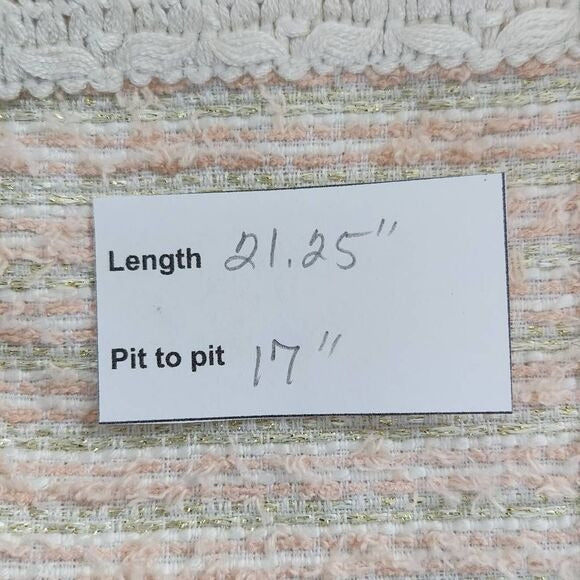 Length 21.25"
Pit to pit 17"